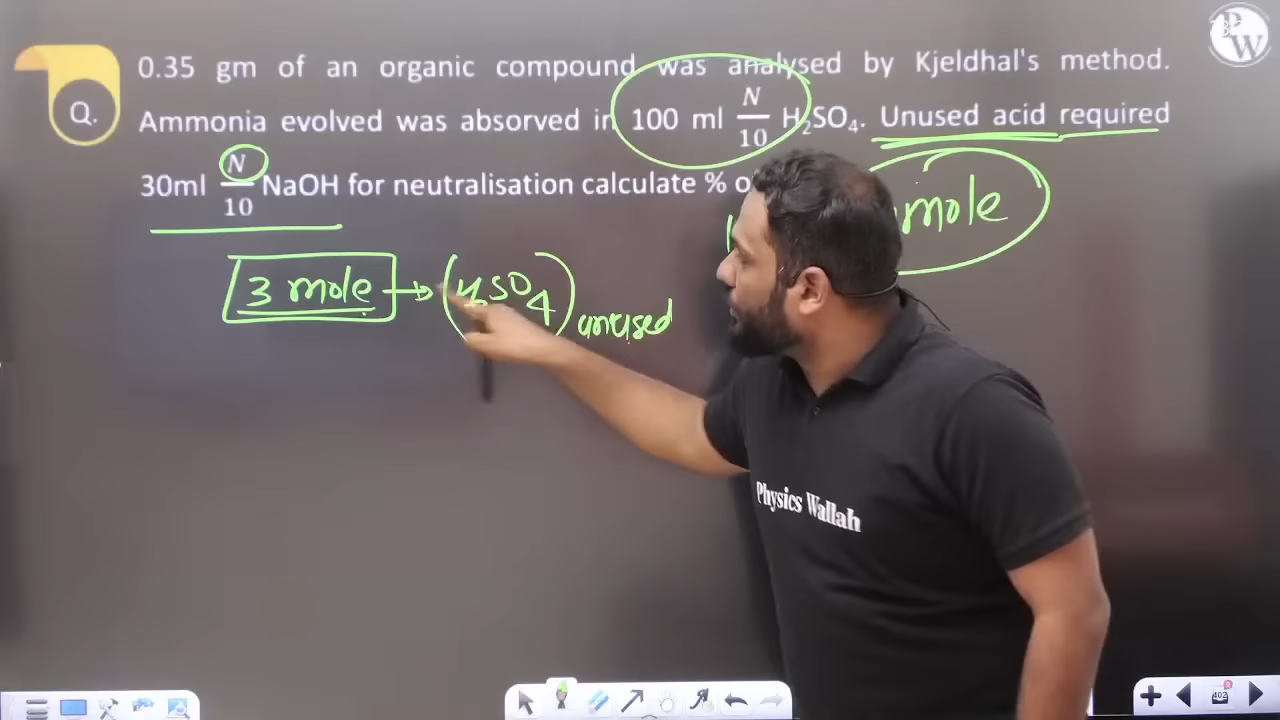 0.35 gm of an organic compound was analysed by Kjeldhal's method.
Q.
Ammonia evolved was absorbed in 100 ml N/10 H₂SO₄. Unused acid required
30ml N/10 NaOH for neutralisation calculate % o
mole
3 mole → (H₂SO₄) unused
Physics Wallah
402